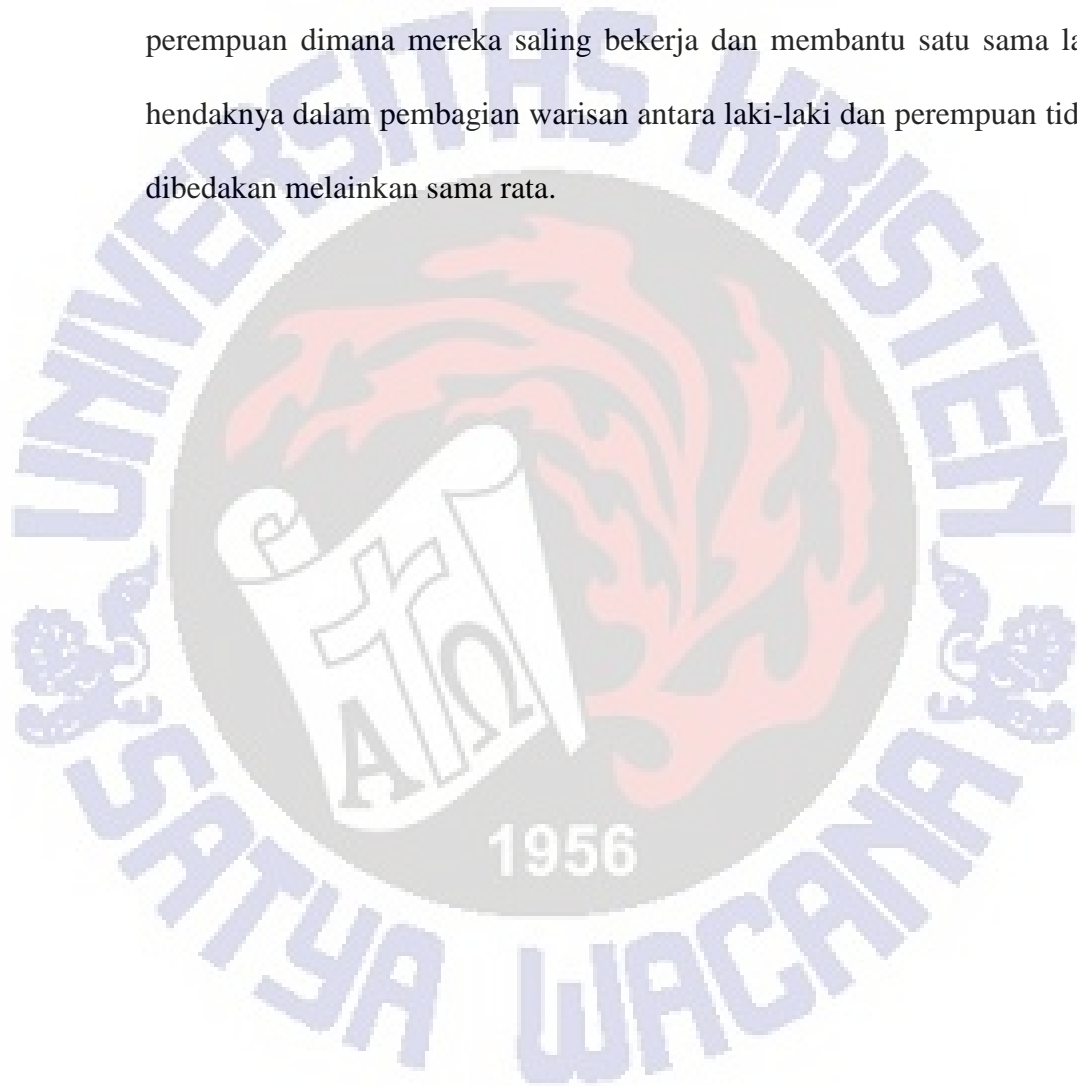 perempuan dimana mereka saling bekerja dan membantu satu sama
hendaknya dalam pembagian warisan antara laki-laki dan perempuan
dibedakan melainkan sama rata.
UNIVERSITAS KRISTEN
SATYA WACANA
A Ω
1956